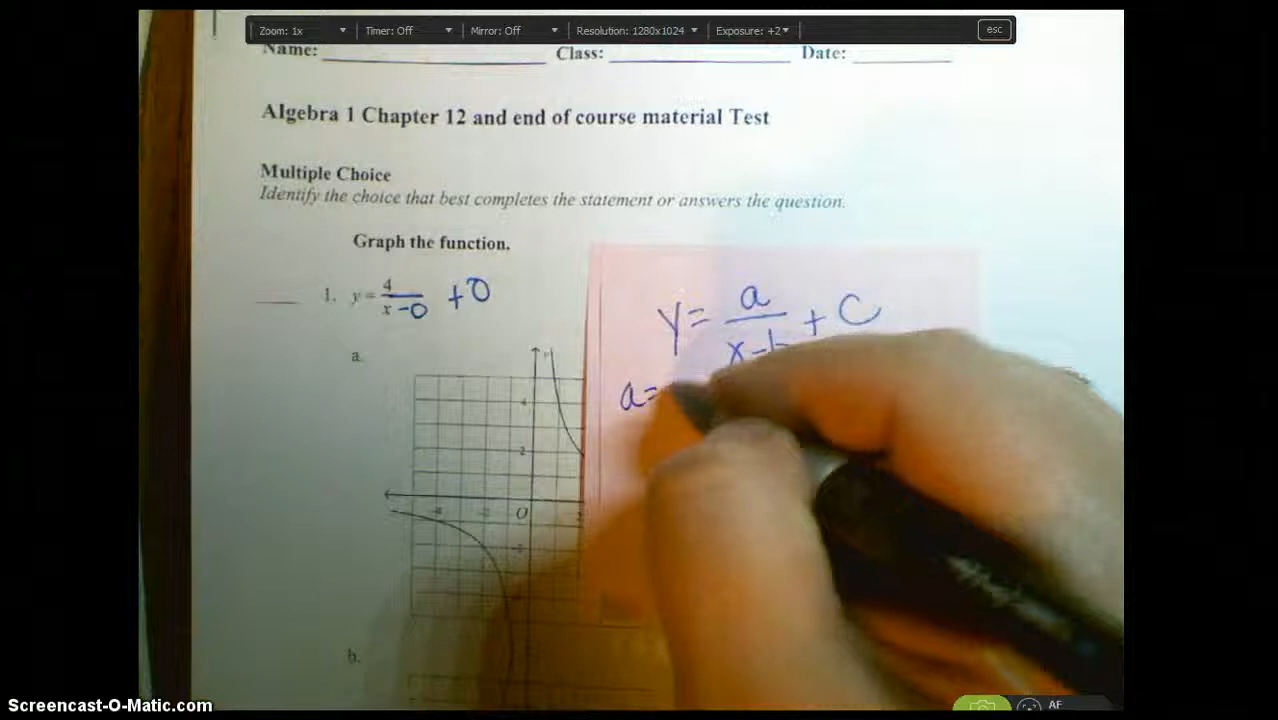 Zoom: 1x Timer: Off Mirror: Off Resolution: 1280x1024 Exposure: +2 esc
Name: Class: Date:
Algebra 1 Chapter 12 and end of course material Test
Multiple Choice
Identify the choice that best completes the statement or answers the question.
Graph the function.
1. y = 4/x -0 +0
y = a/x-b + C
a =
a.
4
2
O
b.
Screencast-O-Matic.com
AF